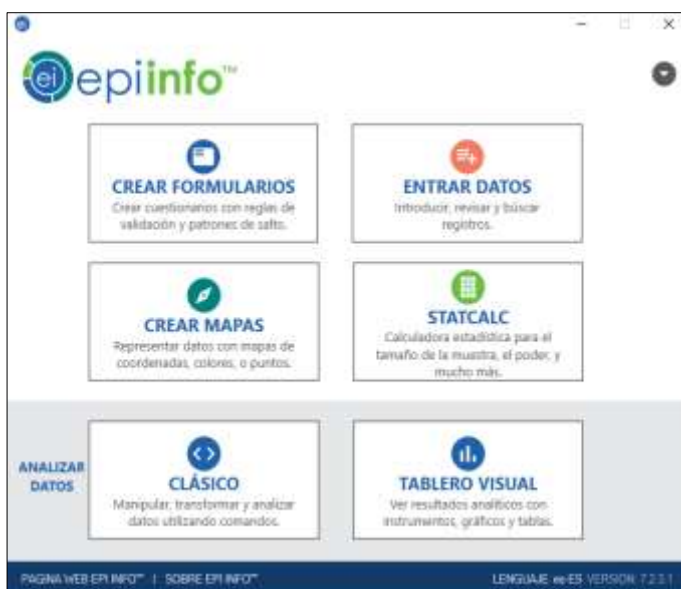 ei
ei epiinfo™
CREAR FORMULARIOS
Crear cuestionarios con reglas de
validación y patrones de salto.
ENTRAR DATOS
Introducir, revisar y búscar
registros.
CREAR MAPAS
Representar datos con mapas de
coordenadas, colores, o puntos.
STATCALC
Calculadora estadística para el
tamaño de la muestra, el poder, y
mucho más.
ANALIZAR
DATOS
CLÁSICO
Manipular, transformar y analizar
datos utilizando comandos.
TABLERO VISUAL
Ver resultados analíticos con
instrumentos, gráficos y tablas.
PAGINA WEB EPI INFO™ | SOBRE EPI INFO™ LENGUAJE es-ES VERSION 7.2.3.1